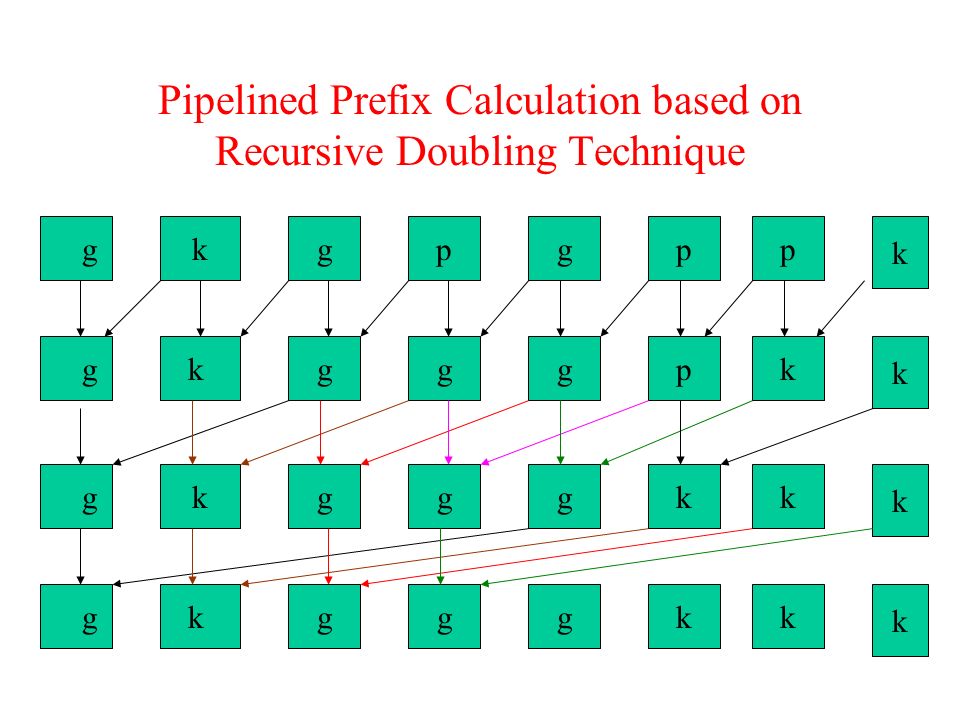 Pipelined Prefix Calculation based on
Recursive Doubling Technique
g k g p g p p k
g k g g g p k k
g k g g g k k k
g k g g g k k k